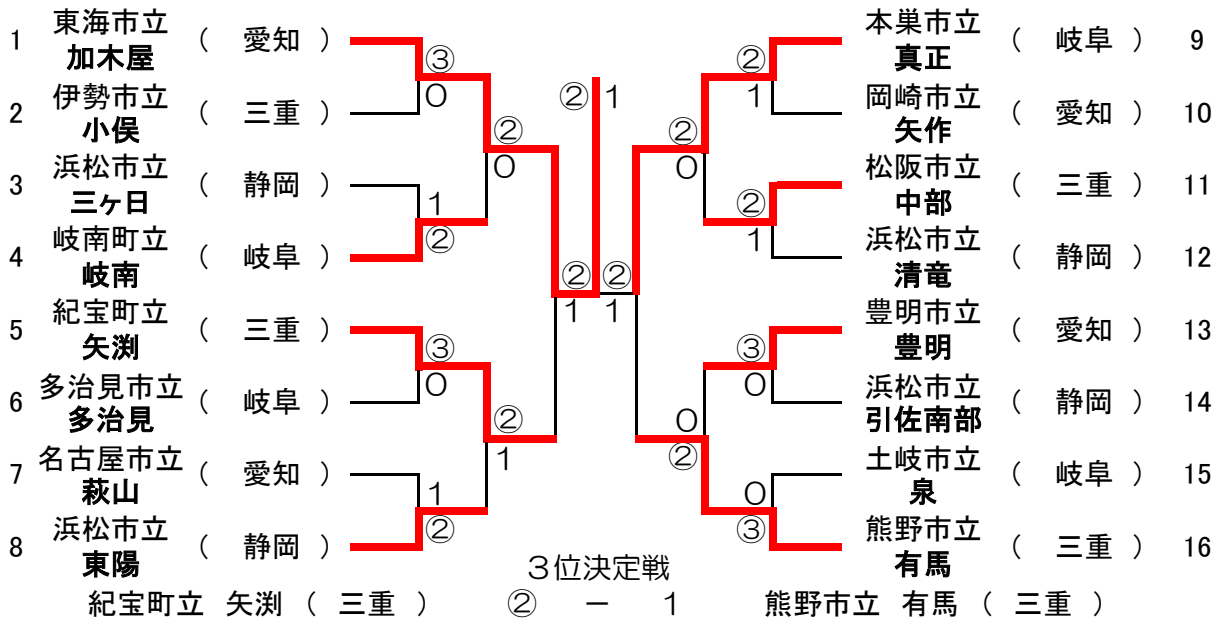 1 東海市立 加木屋 ( 愛知 )
③
0
2 伊勢市立 小俣 ( 三重 )
②
0
3 浜松市立 三ヶ日 ( 静岡 )
1
②
4 岐南町立 岐南 ( 岐阜 )
② 1
②
1
5 紀宝町立 矢渕 ( 三重 )
③
0
6 多治見市立 多治見 ( 岐阜 )
②
1
7 名古屋市立 萩山 ( 愛知 )
1
②
8 浜松市立 東陽 ( 静岡 )
本巣市立 真正 ( 岐阜 ) 9
②
1
岡崎市立 矢作 ( 愛知 ) 10
②
0
松阪市立 中部 ( 三重 ) 11
②
1
浜松市立 清竜 ( 静岡 ) 12
②
1
豊明市立 豊明 ( 愛知 ) 13
③
0
浜松市立 引佐南部 ( 静岡 ) 14
0
②
土岐市立 泉 ( 岐阜 ) 15
0
③
熊野市立 有馬 ( 三重 ) 16
3位決定戦
紀宝町立 矢渕 ( 三重 ) ② － 1 熊野市立 有馬 ( 三重 )